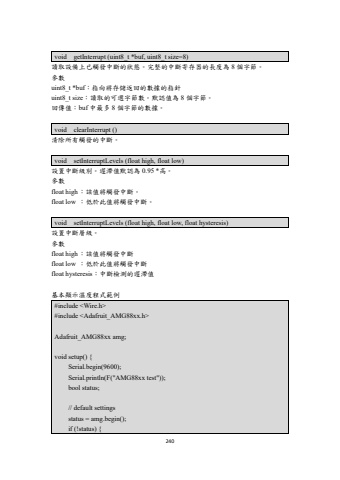 void    getInterrupt (uint8_t *buf, uint8_t size=8)
讀取設備上已觸發中斷的狀態。完整的中斷寄存器的長度為 8 個字節。
參數
uint8_t *buf：指向將存儲返回的數據的指針
uint8_t size：讀取的可選字節數。默認值為 8 個字節。
回傳值：buf 中最多 8 個字節的數據。
void    clearInterrupt ()
清除所有觸發的中斷。
void    setInterruptLevels (float high, float low)
設置中斷級別。遲滯值默認為 0.95 *高。
參數
float high：該值將觸發中斷。
float low ：低於此值將觸發中斷。
void    setInterruptLevels (float high, float low, float hysteresis)
設置中斷層級。
參數
float high：該值將觸發中斷
float low ：低於此值將觸發中斷
float hysteresis：中斷檢測的遲滯值
基本顯示溫度程式範例
#include <Wire.h>
#include <Adafruit_AMG88xx.h>
Adafruit_AMG88xx amg;
void setup() {
Serial.begin(9600);
Serial.println(F("AMG88xx test"));
bool status;
// default settings
status = amg.begin();
if (!status) {
240